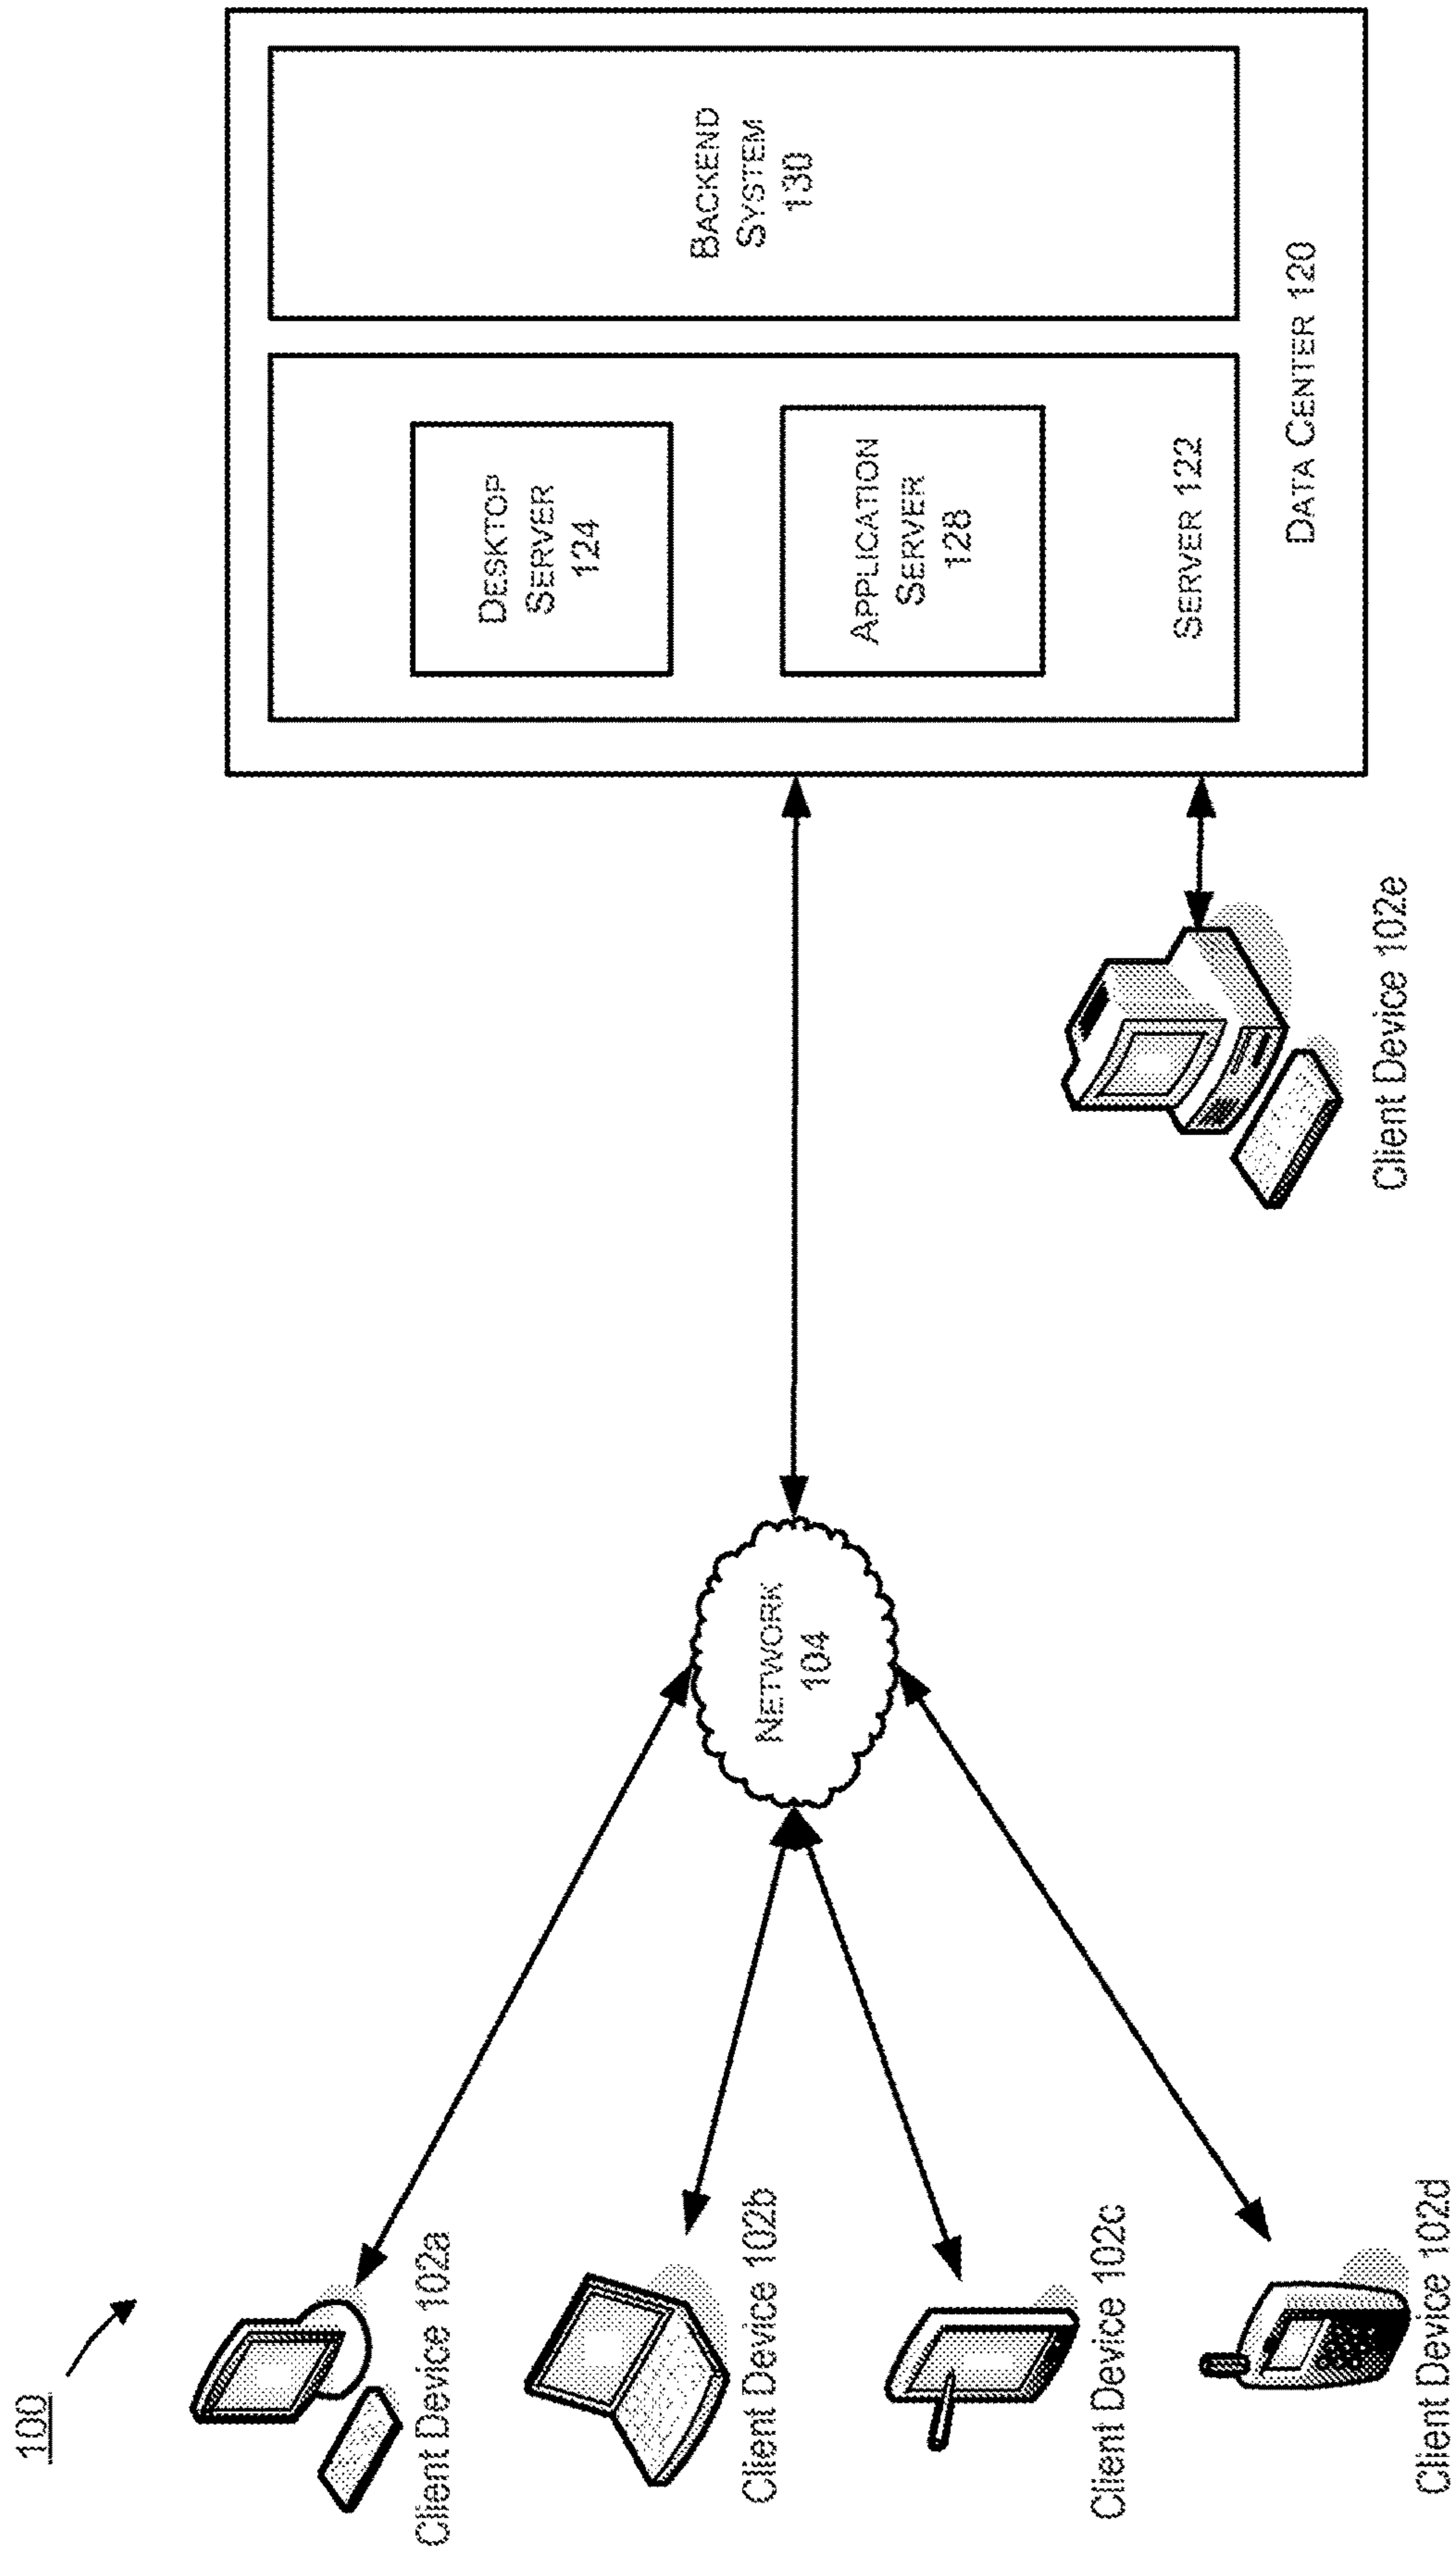 100
Client Device 102a
Client Device 102b
Client Device 102c
Client Device 102d
NETWORK
104
Client Device 102e
DESKTOP
SERVER
124
APPLICATION
SERVER
128
SERVER 122
BACKEND
SYSTEM
130
DATA CENTER 120